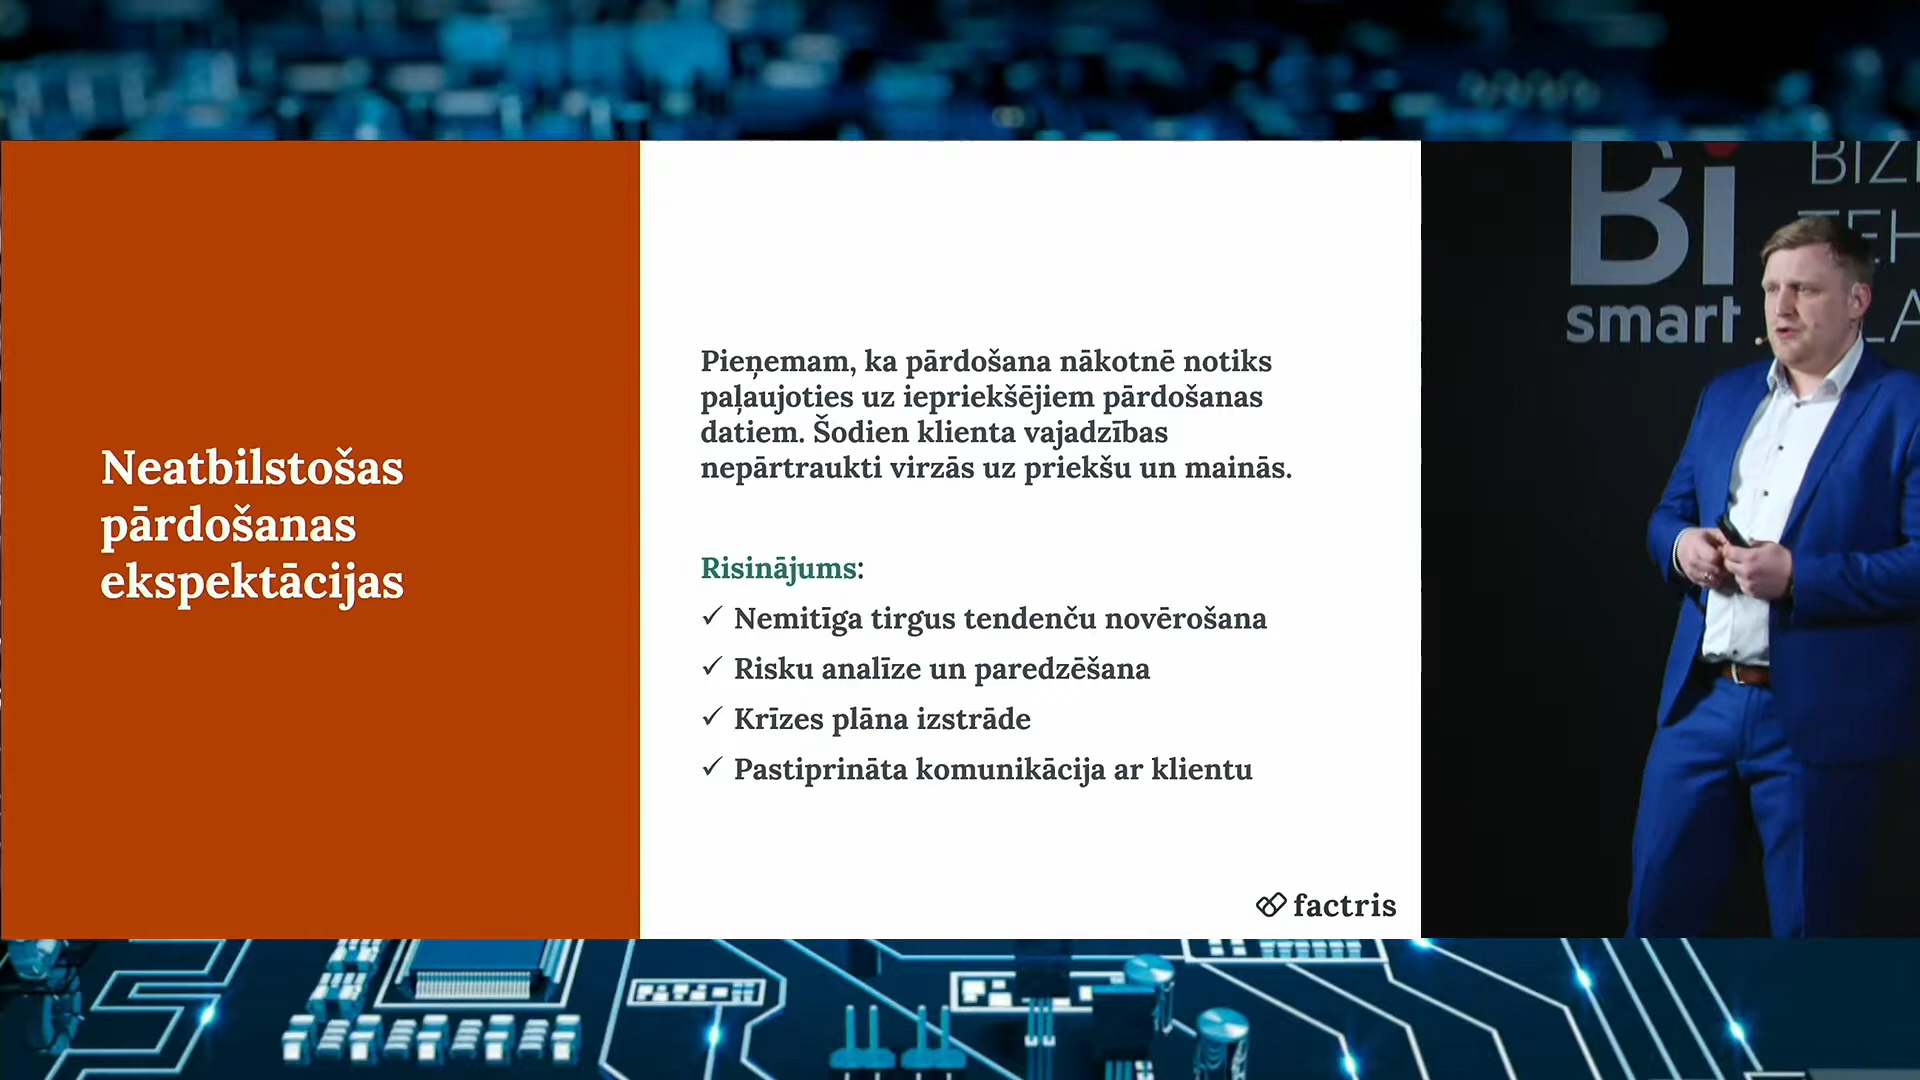 Neatbilstošas
pārdošanas
ekspektācijas
Pieņemam, ka pārdošana nākotnē notiks
paļaujoties uz iepriekšējiem pārdošanas
datiem. Šodien klienta vajadzības
nepārtraukti virzās uz priekšu un mainās.
Risinājums:
✓ Nemitīga tirgus tendenču novērošana
✓ Risku analīze un paredzēšana
✓ Krīzes plāna izstrāde
✓ Pastiprināta komunikācija ar klientu
factris
Bi
smart